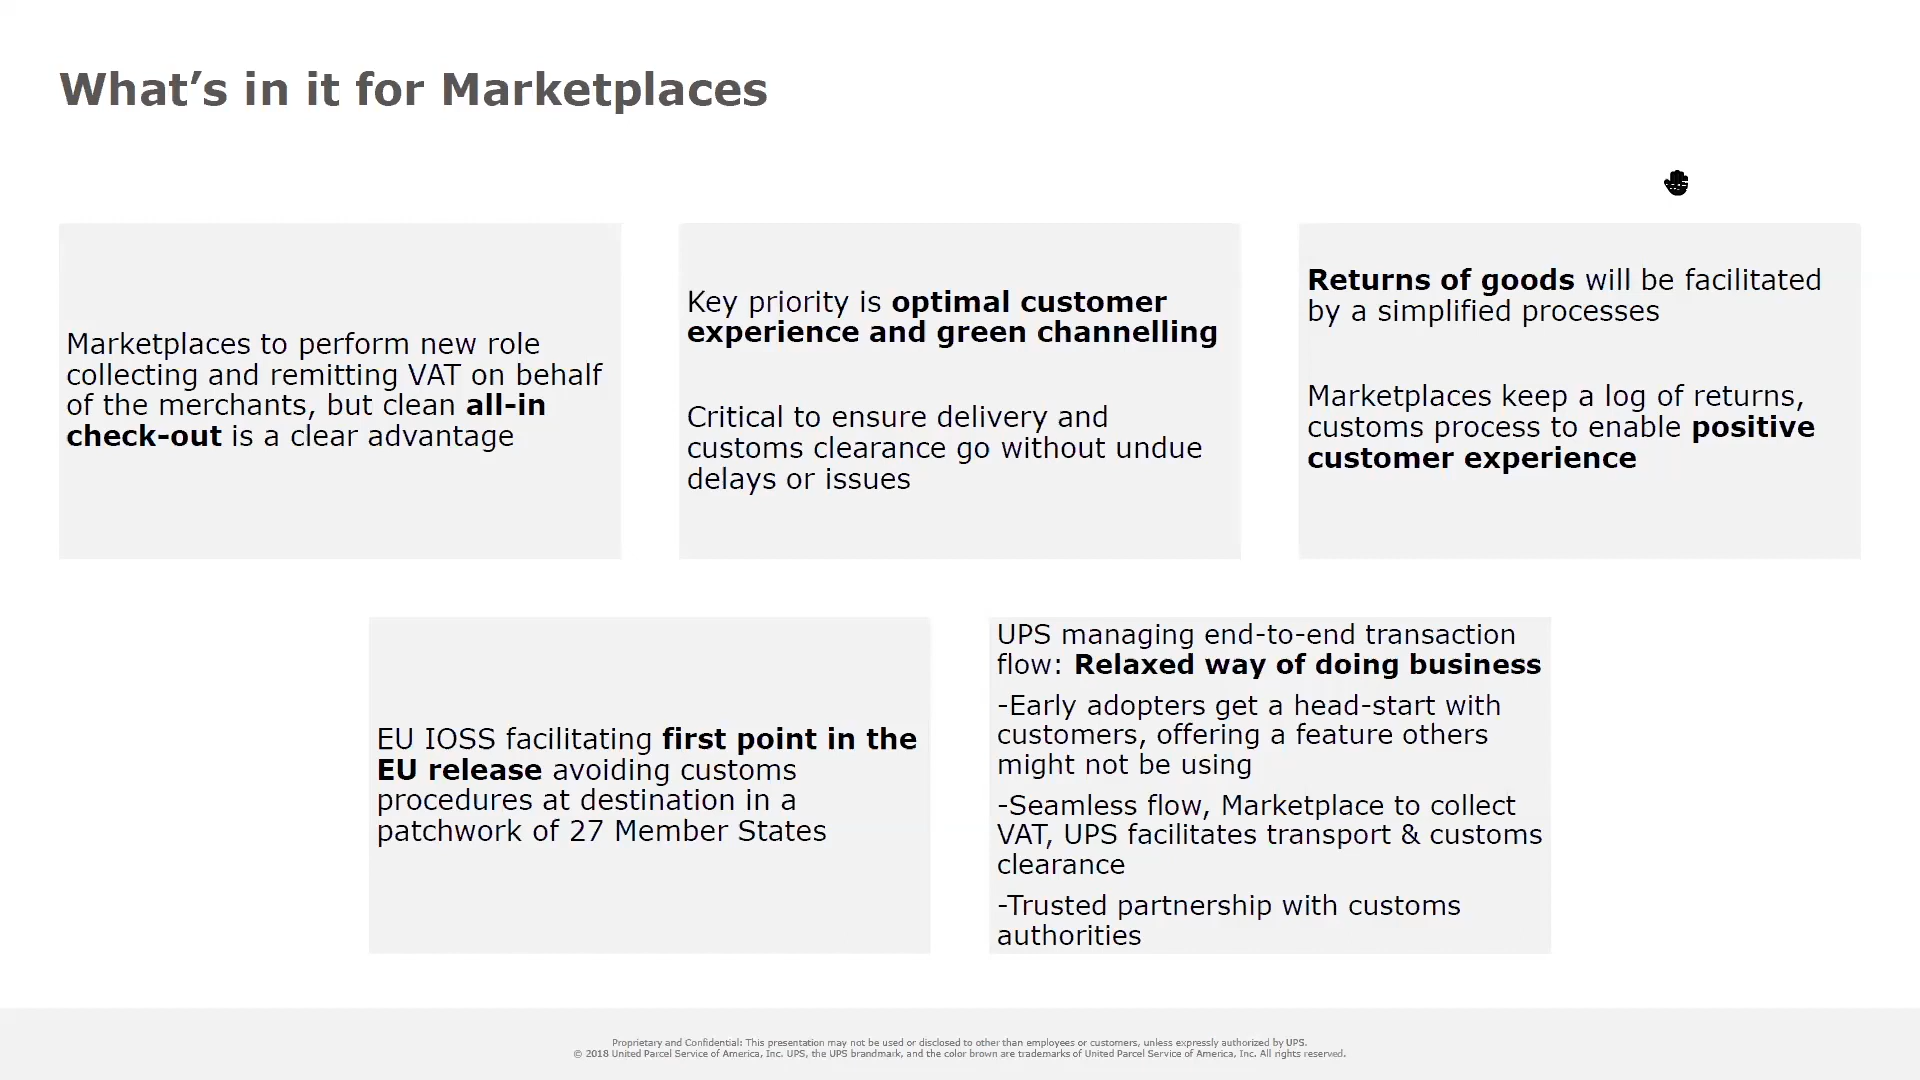 What’s in it for Marketplaces
Marketplaces to perform new role
collecting and remitting VAT on behalf
of the merchants, but clean all-in
check-out is a clear advantage
Key priority is optimal customer
experience and green channelling
Critical to ensure delivery and
customs clearance go without undue
delays or issues
Returns of goods will be facilitated
by a simplified processes
Marketplaces keep a log of returns,
customs process to enable positive
customer experience
EU IOSS facilitating first point in the
EU release avoiding customs
procedures at destination in a
patchwork of 27 Member States
UPS managing end-to-end transaction
flow: Relaxed way of doing business
-Early adopters get a head-start with
customers, offering a feature others
might not be using
-Seamless flow, Marketplace to collect
VAT, UPS facilitates transport & customs
clearance
-Trusted partnership with customs
authorities
Proprietary and Confidential: This presentation may not be used or disclosed to other than employees or customers, unless expressly authorized by UPS.
© 2018 United Parcel Service of America, Inc. UPS, the UPS brandmark, and the color brown are trademarks of United Parcel Service of America, Inc. All rights reserved.